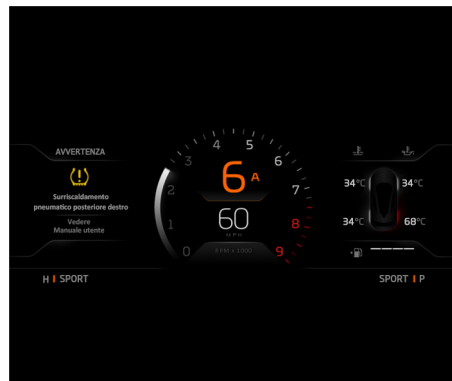 AVVERTENZA
Surriscaldamento
pneumatico posteriore destro
Vedere
Manuale utente
H SPORT
0
1
2
3
4
5
6
7
8
9
6 A
60
MPH
RPM x 1000
34°C 34°C
34°C 68°C
SPORT P